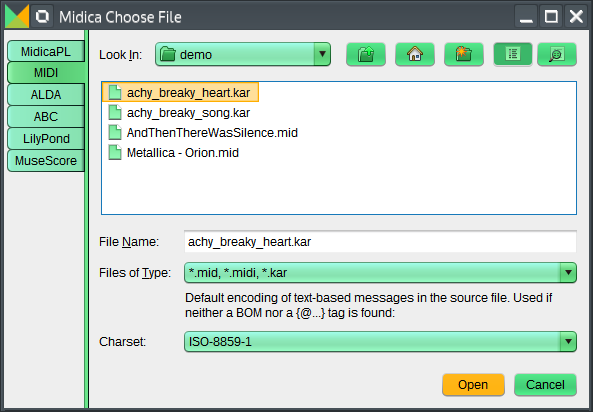 Midica Choose File
MidicaPL
MIDI
ALDA
ABC
LilyPond
MuseScore
Look In: demo
achy_breaky_heart.kar
achy_breaky_song.kar
AndThenThereWasSilence.mid
Metallica - Orion.mid
File Name: achy_breaky_heart.kar
Files of Type: *.mid, *.midi, *.kar
Default encoding of text-based messages in the source file. Used if
neither a BOM nor a {@...} tag is found:
Charset: ISO-8859-1
Open Cancel